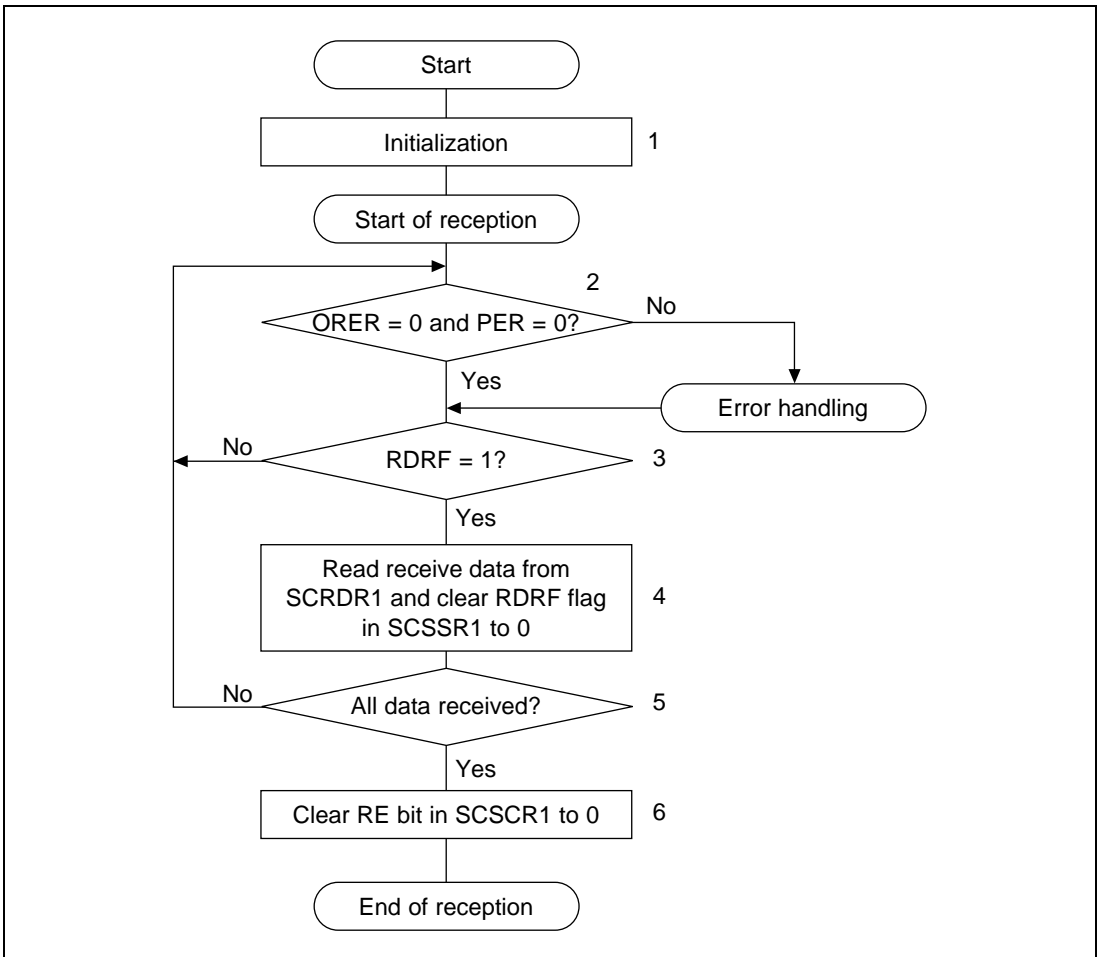 Start
Initialization
1
Start of reception
2
ORER = 0 and PER = 0?
No
Yes
Error handling
No
RDRF = 1?
3
Yes
Read receive data from
SCRDR1 and clear RDRF flag
in SCSSR1 to 0
4
No
All data received?
5
Yes
Clear RE bit in SCSCR1 to 0
6
End of reception